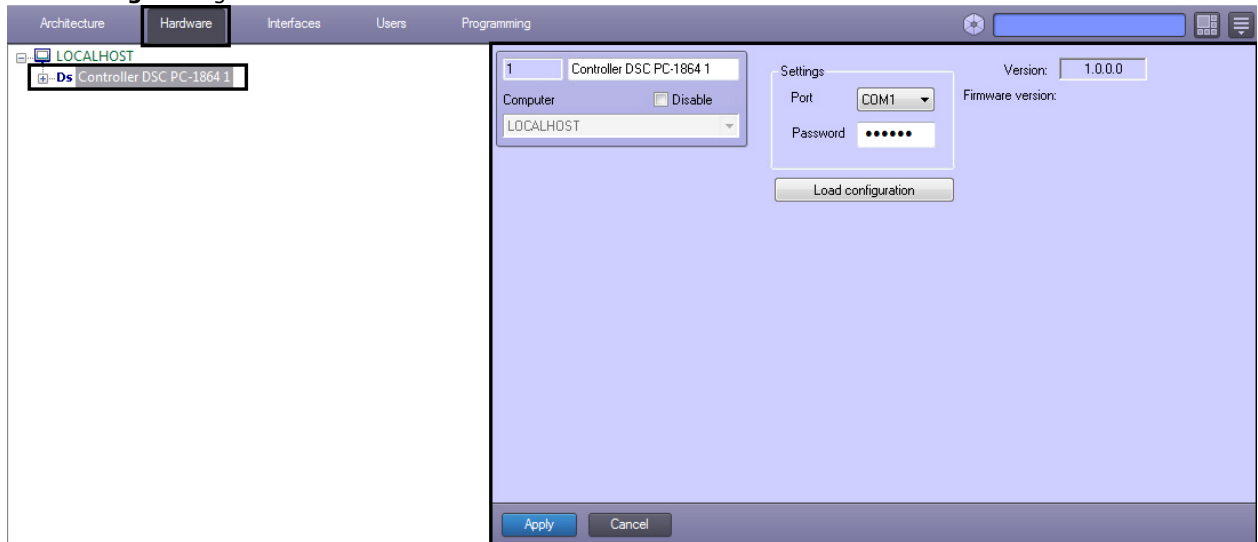 Architecture Hardware Interfaces Users Programming
LOCALHOST
Ds Controller DSC PC-1864 1
1 Controller DSC PC-1864 1
Computer Disable
LOCALHOST
Settings
Port COM1
Password ••••••
Load configuration
Version: 1.0.0.0
Firmware version:
Apply Cancel